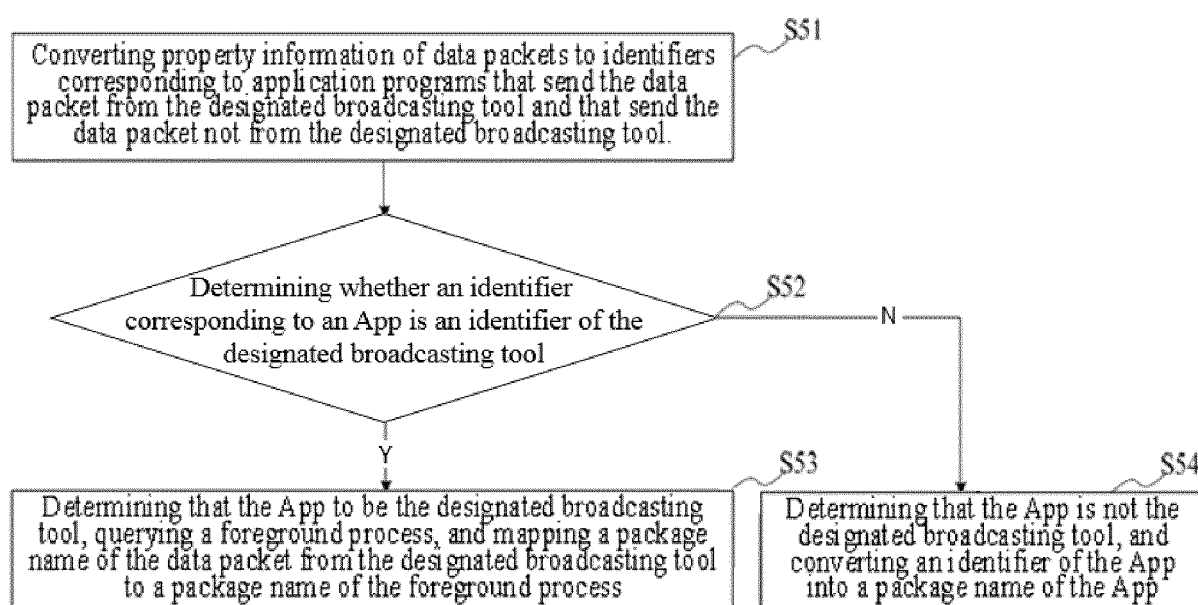 S51
Converting property information of data packets to identifiers
corresponding to application programs that send the data
packet from the designated broadcasting tool and that send the
data packet not from the designated broadcasting tool.
Determining whether an identifier
corresponding to an App is an identifier of the
designated broadcasting tool
S52
N
Y
S53
Determining that the App to be the designated broadcasting
tool, querying a foreground process, and mapping a package
name of the data packet from the designated broadcasting tool
to a package name of the foreground process
S54
Determining that the App is not the
designated broadcasting tool, and
converting an identifier of the App
into a package name of the App